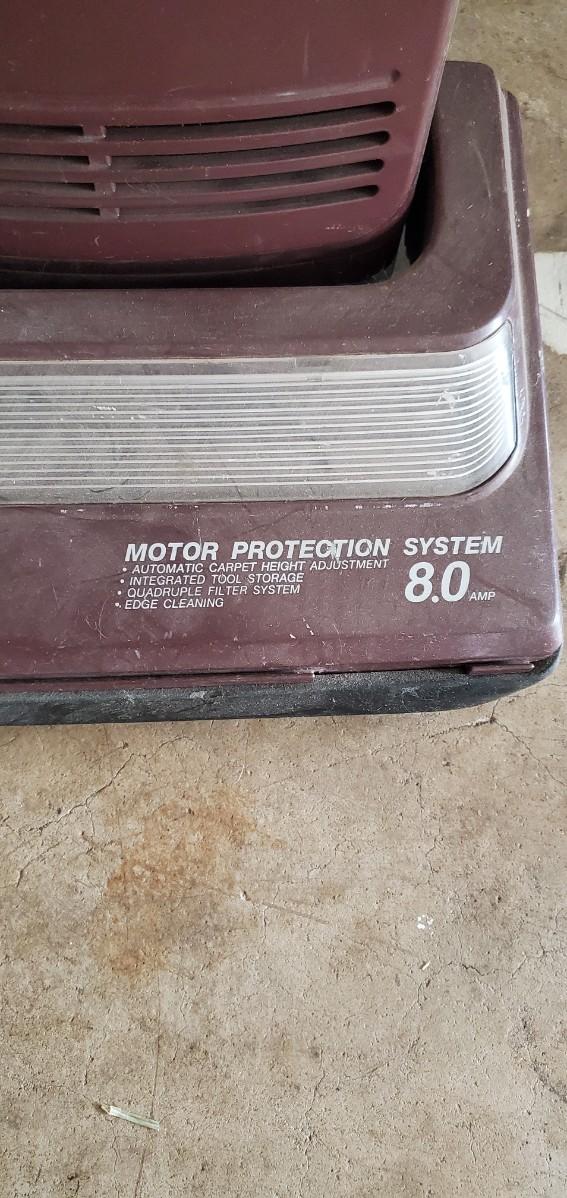 MOTOR PROTECTION SYSTEM
• AUTOMATIC CARPET HEIGHT ADJUSTMENT
• INTEGRATED TOOL STORAGE
• QUADRUPLE FILTER SYSTEM
• EDGE CLEANING
8.0 AMP